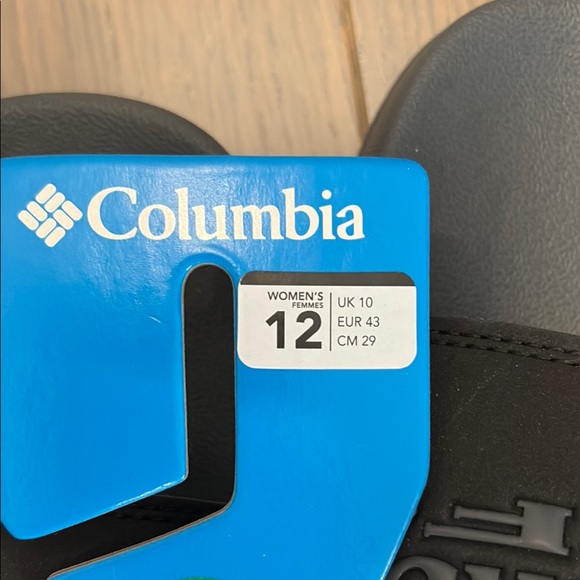 Columbia
WOMEN'S
FEMMES
12
UK 10
EUR 43
CM 29